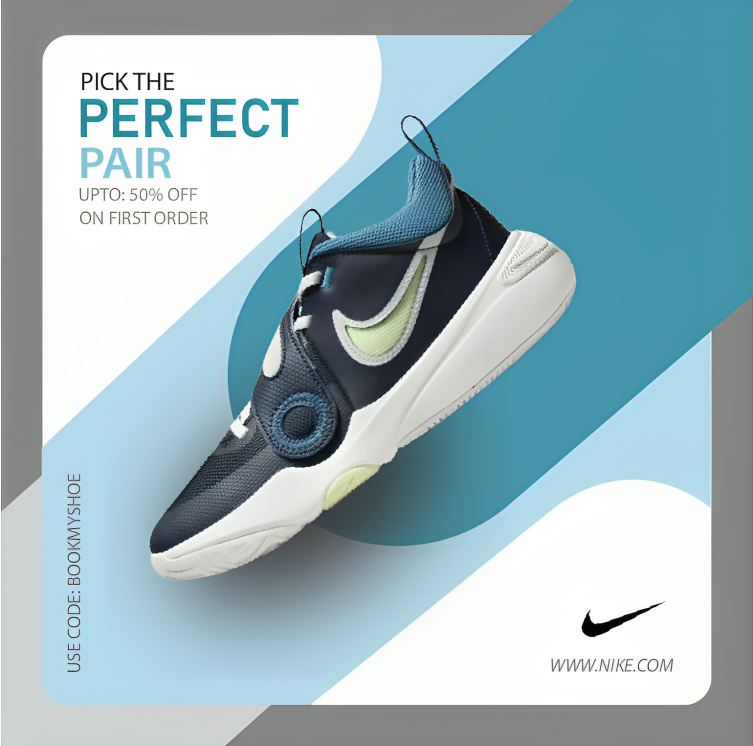 PICK THE
PERFECT
PAIR
UPTO: 50% OFF
ON FIRST ORDER
USE CODE: BOOKMYSHOE
WWW.NIKE.COM